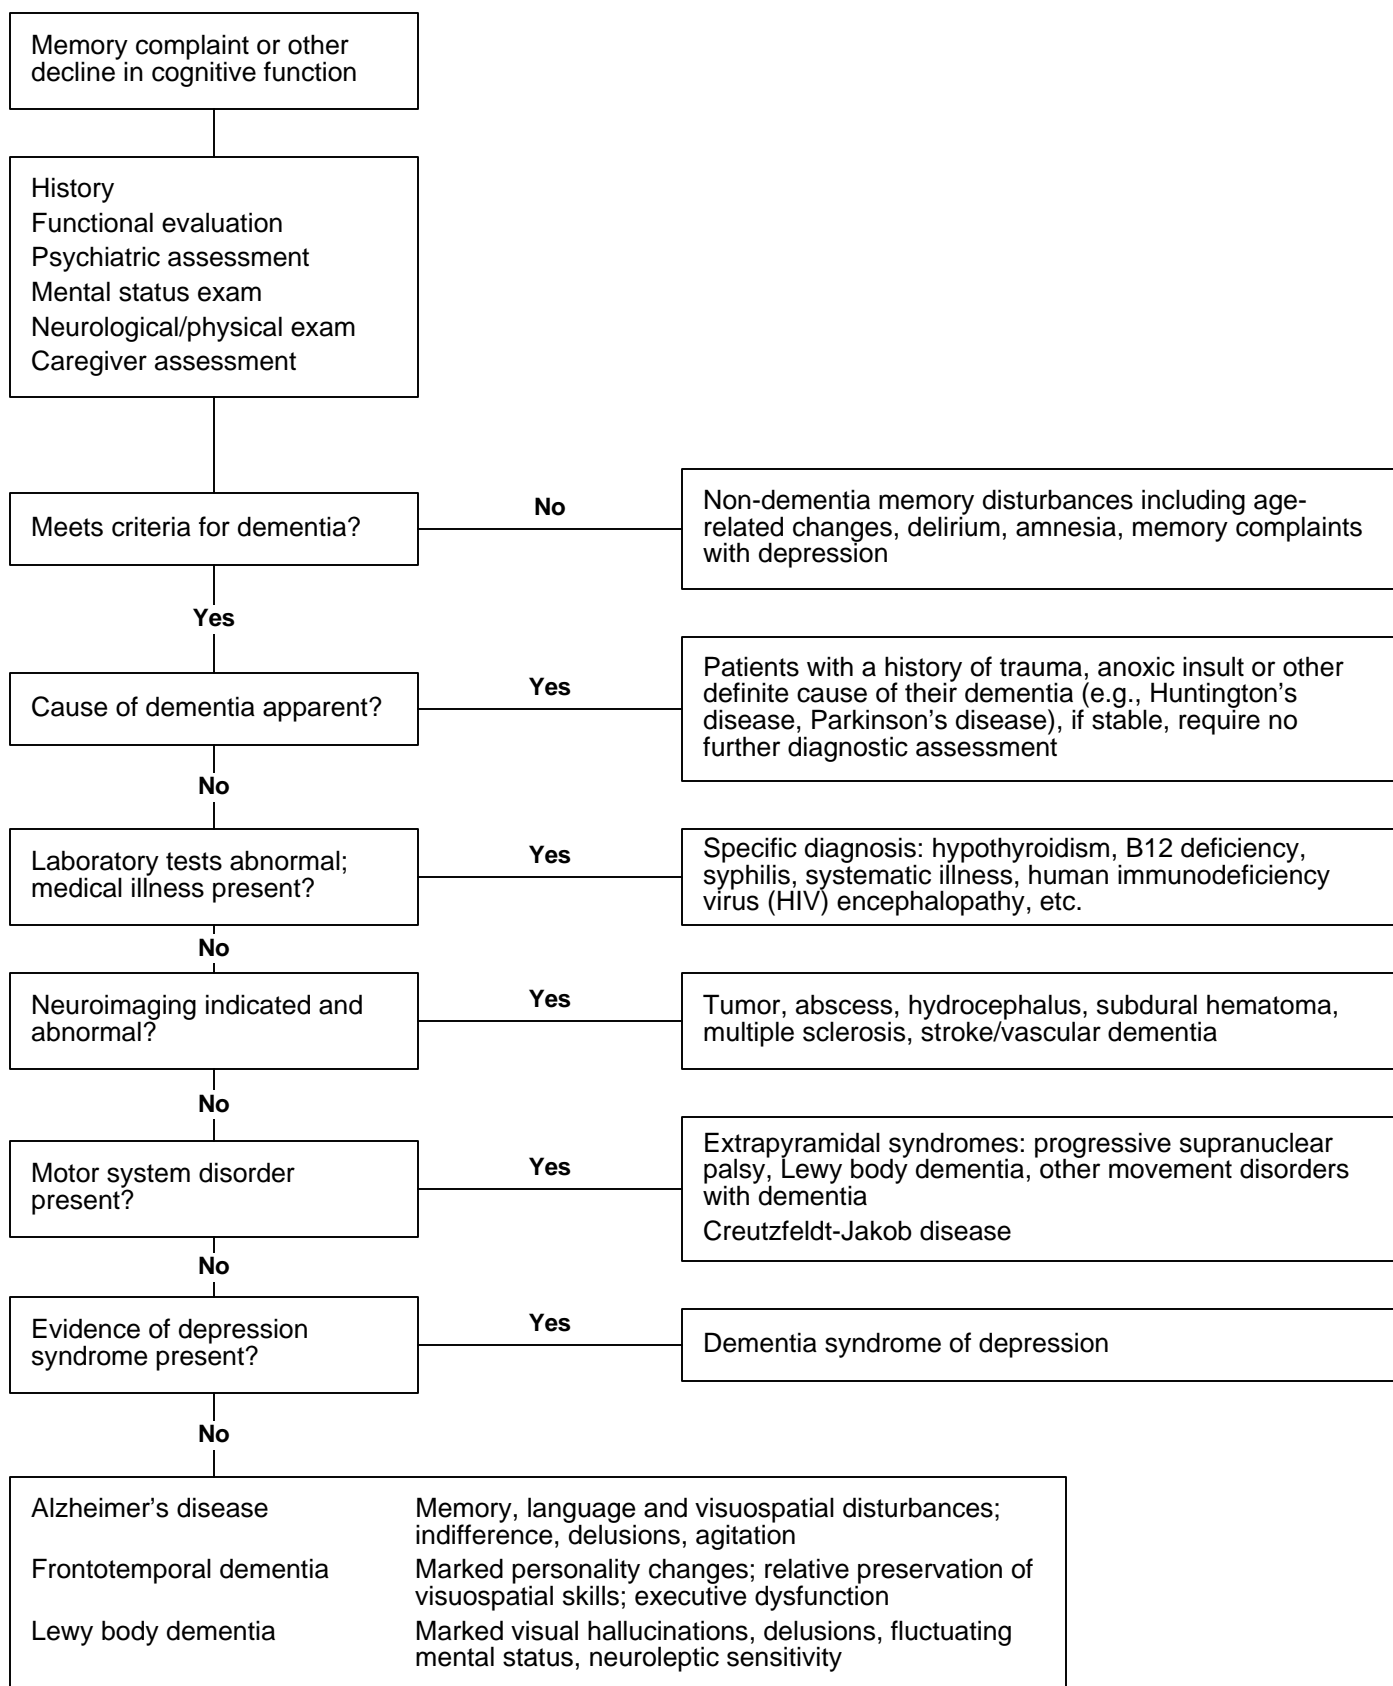 Memory complaint or other
decline in cognitive function
History
Functional evaluation
Psychiatric assessment
Mental status exam
Neurological/physical exam
Caregiver assessment
Meets criteria for dementia?
No
Non-dementia memory disturbances including age-
related changes, delirium, amnesia, memory complaints
with depression
Yes
Cause of dementia apparent?
Yes
Patients with a history of trauma, anoxic insult or other
definite cause of their dementia (e.g., Huntington's
disease, Parkinson's disease), if stable, require no
further diagnostic assessment
No
Laboratory tests abnormal;
medical illness present?
Yes
Specific diagnosis: hypothyroidism, B12 deficiency,
syphilis, systematic illness, human immunodeficiency
virus (HIV) encephalopathy, etc.
No
Neuroimaging indicated and
abnormal?
Yes
Tumor, abscess, hydrocephalus, subdural hematoma,
multiple sclerosis, stroke/vascular dementia
No
Motor system disorder
present?
Yes
Extrapyramidal syndromes: progressive supranuclear
palsy, Lewy body dementia, other movement disorders
with dementia
Creutzfeldt-Jakob disease
No
Evidence of depression
syndrome present?
Yes
Dementia syndrome of depression
No
Alzheimer's disease
Memory, language and visuospatial disturbances;
indifference, delusions, agitation
Frontotemporal dementia
Marked personality changes; relative preservation of
visuospatial skills; executive dysfunction
Lewy body dementia
Marked visual hallucinations, delusions, fluctuating
mental status, neuroleptic sensitivity